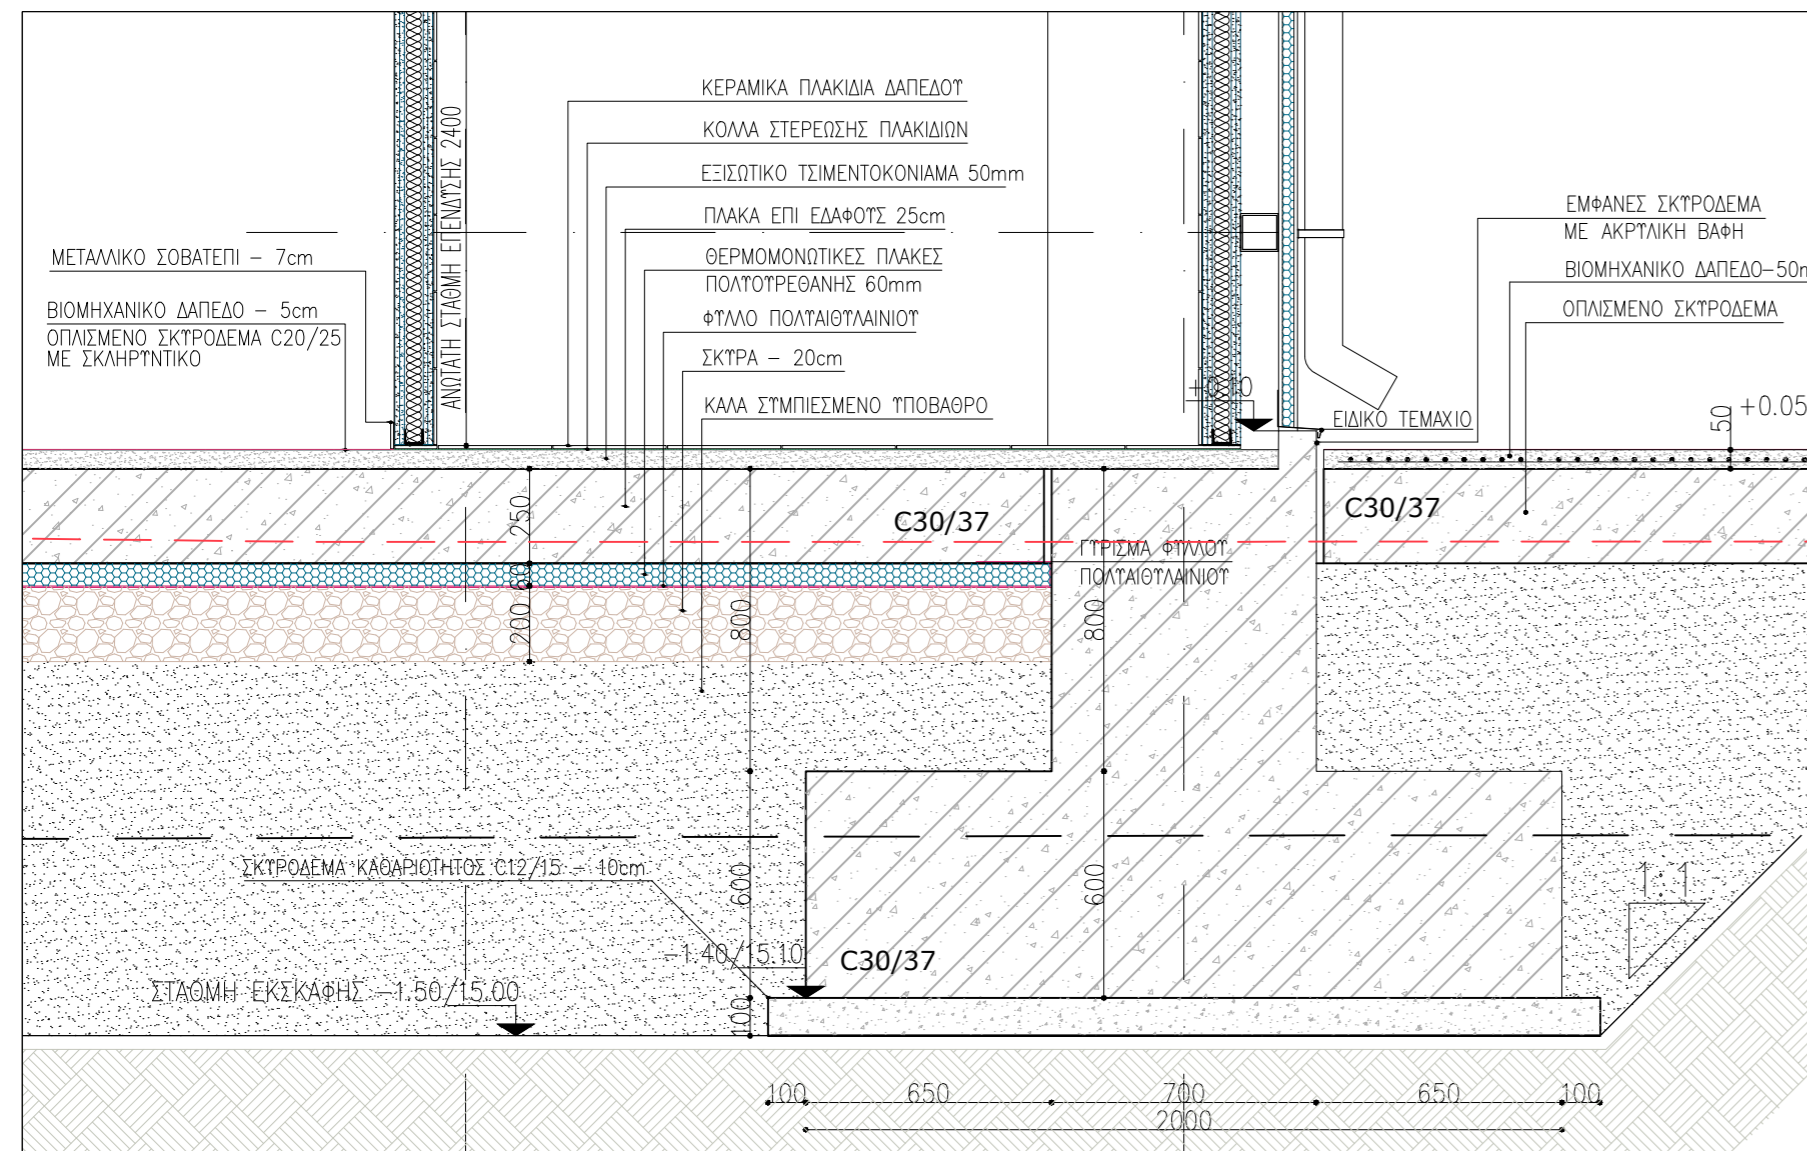 ΚΕΡΑΜΙΚΑ ΠΛΑΚΙΔΙΑ ΔΑΠΕΔΟΥ
ΚΟΛΛΑ ΣΤΕΡΕΩΣΗΣ ΠΛΑΚΙΔΙΩΝ
ΕΞΙΣΩΤΙΚΟ ΤΣΙΜΕΝΤΟΚΟΝΙΑΜΑ 50mm
ΠΛΑΚΑ ΕΠΙ ΕΔΑΦΟΥΣ 25cm
ΘΕΡΜΟΜΟΝΩΤΙΚΕΣ ΠΛΑΚΕΣ
ΠΟΛΥΟΥΡΕΘΑΝΗΣ 60mm
ΦΥΛΛΟ ΠΟΛΥΑΙΘΥΛΑΙΝΙΟΥ
ΣΚΥΡΑ - 20cm
ΚΑΛΑ ΣΥΜΠΙΕΣΜΕΝΟ ΥΠΟΒΑΘΡΟ
ΑΝΩΤΑΤΗ ΣΤΑΘΜΗ ΕΠΕΝΔΥΣΗΣ 2400
ΜΕΤΑΛΛΙΚΟ ΣΟΒΑΤΕΠΙ - 7cm
ΒΙΟΜΗΧΑΝΙΚΟ ΔΑΠΕΔΟ - 5cm
ΟΠΛΙΣΜΕΝΟ ΣΚΥΡΟΔΕΜΑ C20/25
ΜΕ ΣΚΛΗΡΥΝΤΙΚΟ
ΕΜΦΑΝΕΣ ΣΚΥΡΟΔΕΜΑ
ΜΕ ΑΚΡΥΛΙΚΗ ΒΑΦΗ
ΒΙΟΜΗΧΑΝΙΚΟ ΔΑΠΕΔΟ-50m
ΟΠΛΙΣΜΕΝΟ ΣΚΥΡΟΔΕΜΑ
+0.10
ΕΙΔΙΚΟ ΤΕΜΑΧΙΟ
50
+0.05
250
60
200
800
800
C30/37
C30/37
ΓΥΡΙΣΜΑ ΦΥΛΛΟΥ
ΠΟΛΥΑΙΘΥΛΑΙΝΙΟΥ
ΣΚΥΡΟΔΕΜΑ ΚΑΘΑΡΙΟΤΗΤΟΣ C12/15 - 10cm
600
600
1:1
-1.40/15.10
C30/37
ΣΤΑΘΜΗ ΕΚΣΚΑΦΗΣ -1.50/15.00
100
100
650
700
650
100
2000